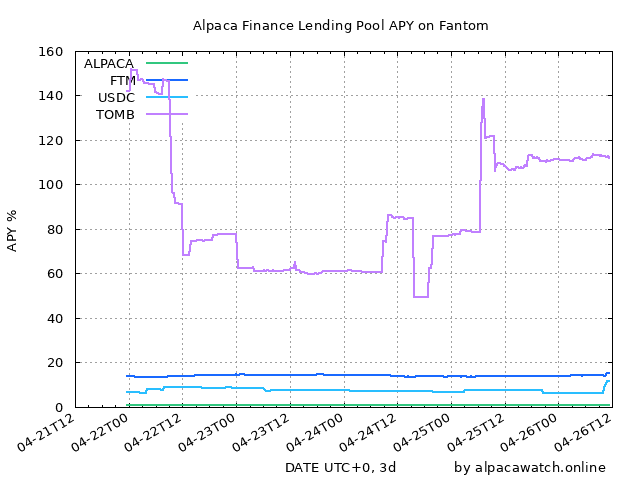 Alpaca Finance Lending Pool APY on Fantom
160
140
120
100
80
60
40
20
0
APY %
ALPACA
FTM
USDC
TOMB
04-21T12
04-22T00
04-22T12
04-23T00
04-23T12
04-24T00
04-24T12
04-25T00
04-25T12
04-26T00
04-26T12
DATE UTC+0, 3d
by alpacawatch.online